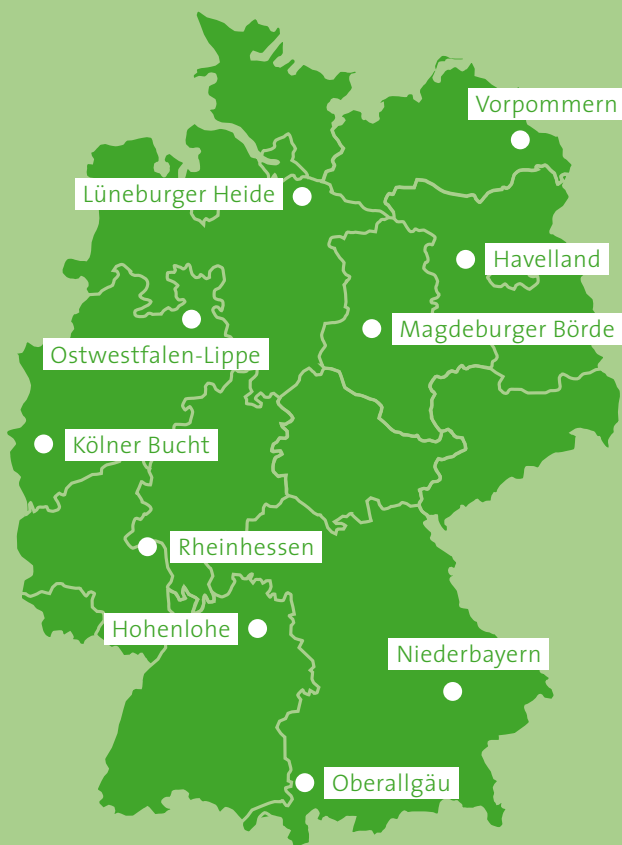 Vorpommern
Lüneburger Heide
Havelland
Magdeburger Börde
Ostwestfalen-Lippe
Kölner Bucht
Rheinhessen
Hohenlohe
Niederbayern
Oberallgäu